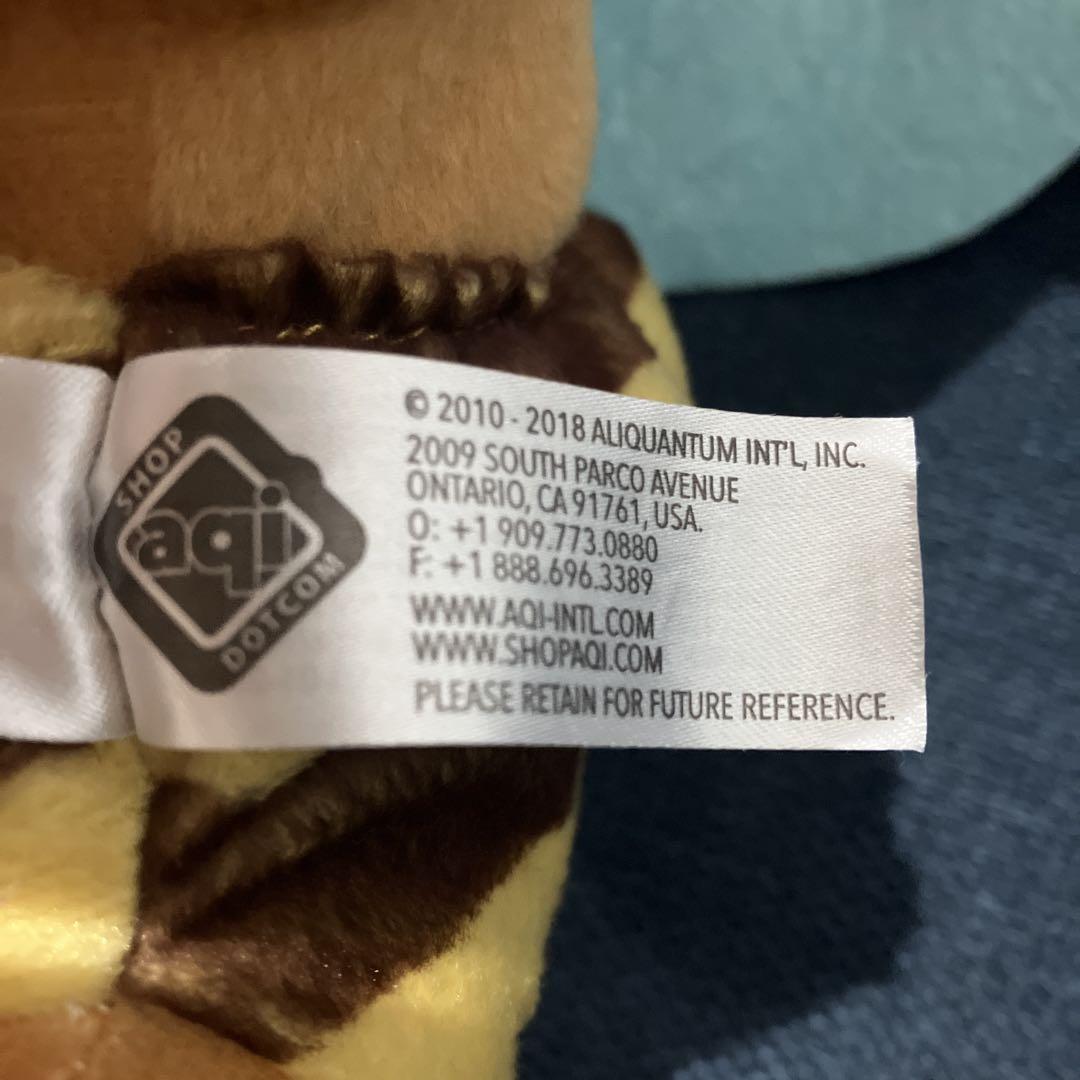 SHOP
aqi
DOTCOM
© 2010 - 2018 ALIQUANTUM INT'L, INC.
2009 SOUTH PARCO AVENUE
ONTARIO, CA 91761, USA.
O: +1 909.773.0880
F: +1 888.696.3389
WWW.AQI-INTL.COM
WWW.SHOPAQI.COM
PLEASE RETAIN FOR FUTURE REFERENCE.